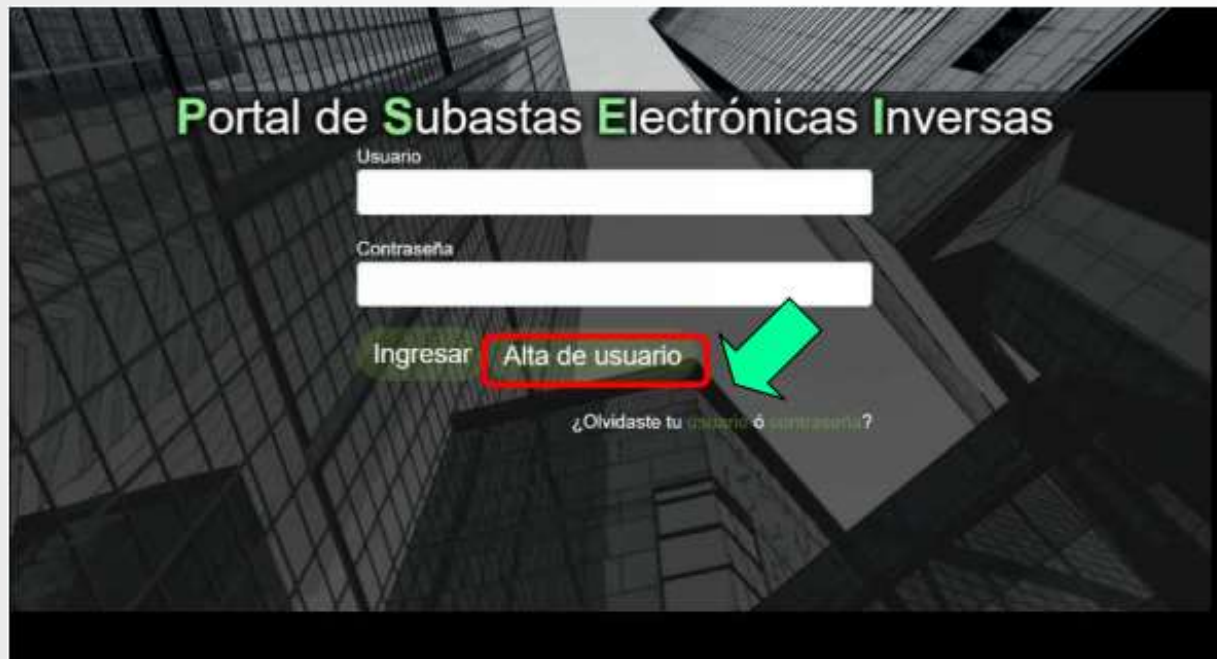 Portal de Subastas Electrónicas Inversas
Usuario
Contraseña
Ingresar Alta de usuario
¿Olvidaste tu usuario ó contraseña?